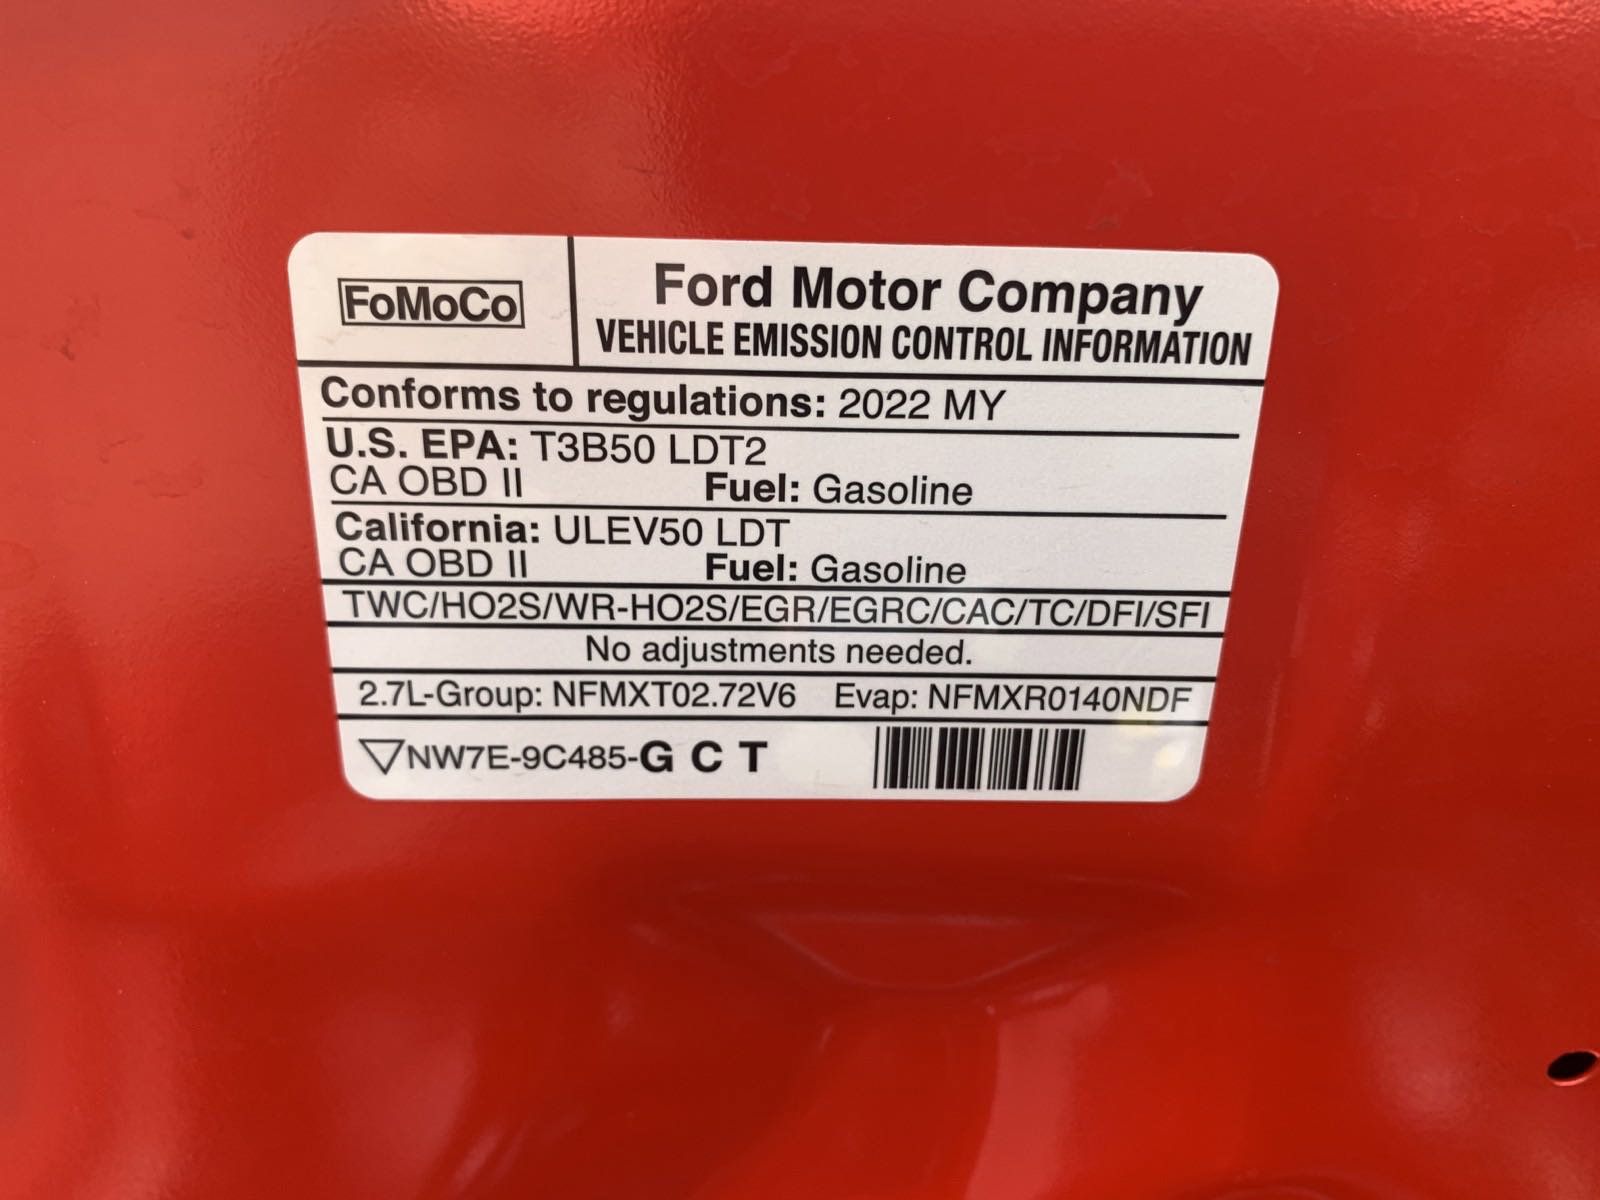 FoMoCo
Ford Motor Company
VEHICLE EMISSION CONTROL INFORMATION
Conforms to regulations: 2022 MY
U.S. EPA: T3B50 LDT2
CA OBD II Fuel: Gasoline
California: ULEV50 LDT
CA OBD II Fuel: Gasoline
TWC/HO2S/WR-HO2S/EGR/EGRC/CAC/TC/DFI/SFI
No adjustments needed.
2.7L-Group: NFMXT02.72V6 Evap: NFMXR0140NDF
▽NW7E-9C485-G C T